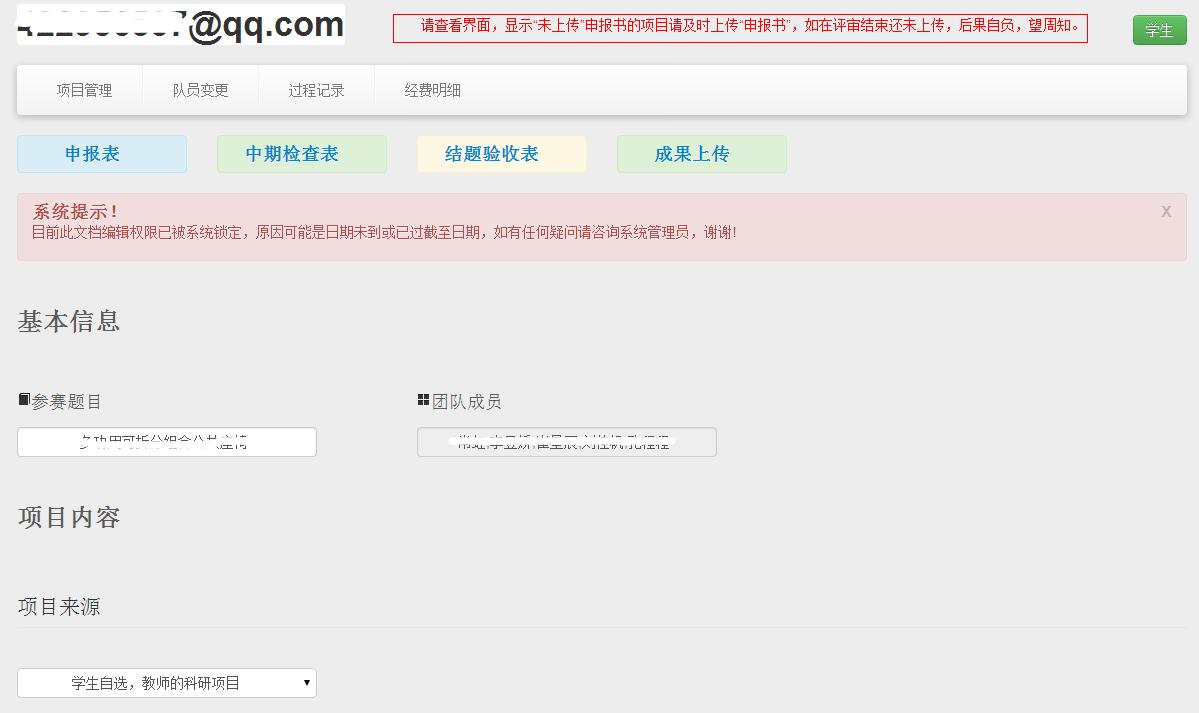 @qq.com
请查看界面，显示“未上传”申报书的项目请及时上传“申报书”，如在评审结束还未上传，后果自负，望周知。
学生
项目管理 队员变更 过程记录 经费明细
申报表 中期检查表 结题验收表 成果上传
系统提示！ X
目前此文档编辑权限已被系统锁定，原因可能是日期未到或已过截至日期，如有任何疑问请咨询系统管理员，谢谢!
基本信息
参赛题目 团队成员
项目内容
项目来源
学生自选，教师的科研项目